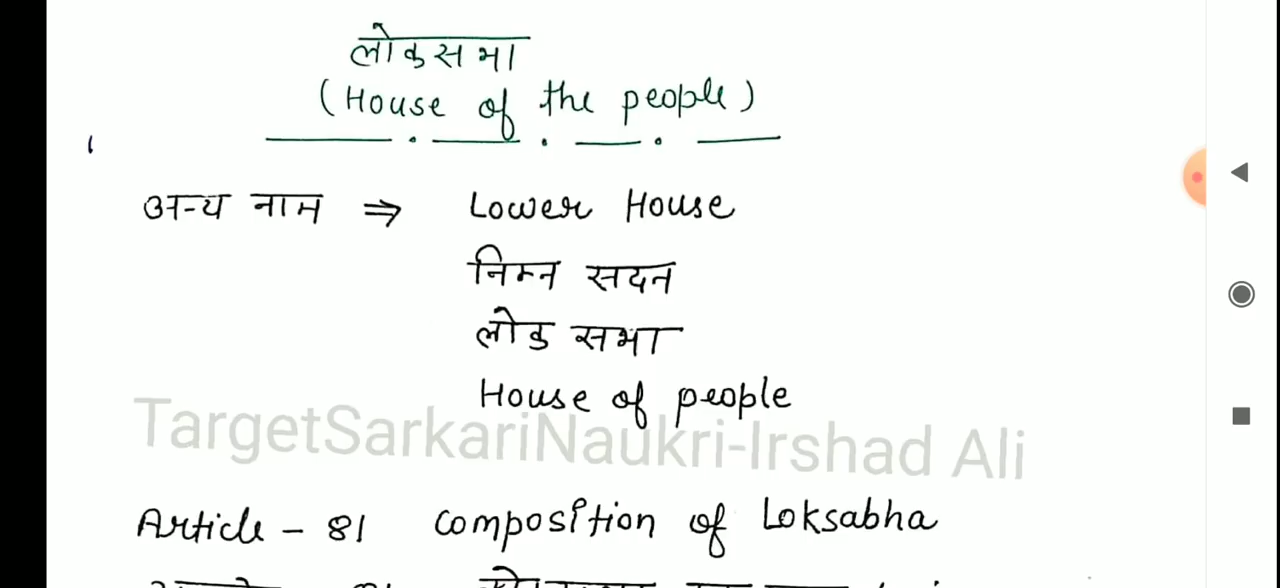 लोकसभा
(House of the people)
अन्य नाम ⇒ Lower House
निम्न सदन
लोक सभा
House of people
TargetSarkariNaukri-Irshad Ali
Article - 81 composition of Loksabha